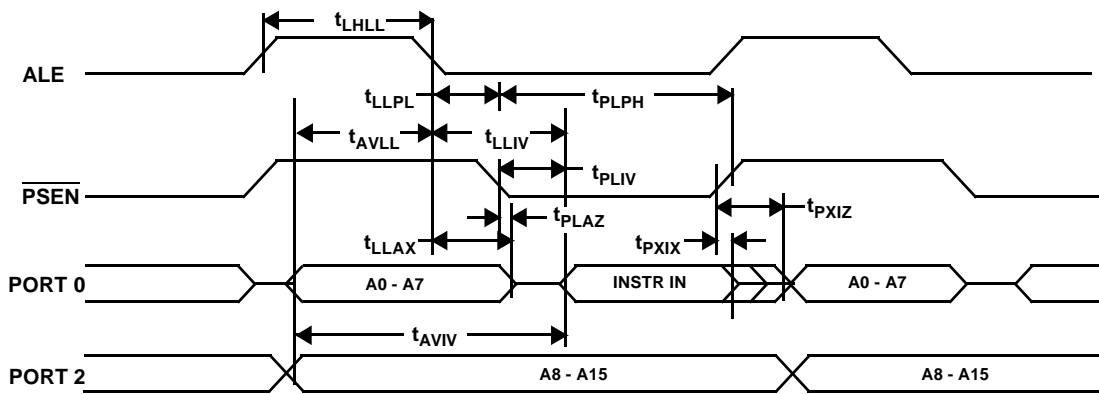 tLHLL
ALE
tLLPL
tPLPH
tAVLL
tLLIV
PSEN
tPLIV
tPLAZ
tPXIZ
tLLAX
tPXIX
PORT 0
A0 - A7
INSTR IN
A0 - A7
tAVIV
PORT 2
A8 - A15
A8 - A15